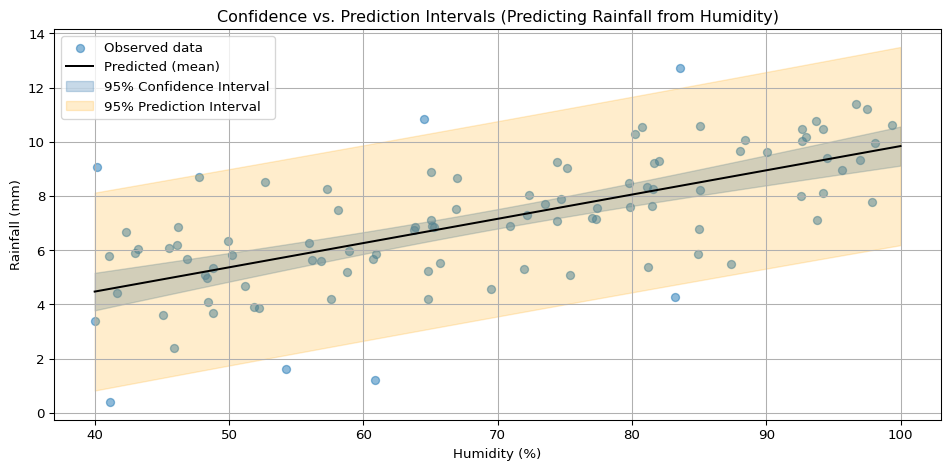 Confidence vs. Prediction Intervals (Predicting Rainfall from Humidity)
Observed data
Predicted (mean)
95% Confidence Interval
95% Prediction Interval
Rainfall (mm)
14
12
10
8
6
4
2
0
40 50 60 70 80 90 100
Humidity (%)